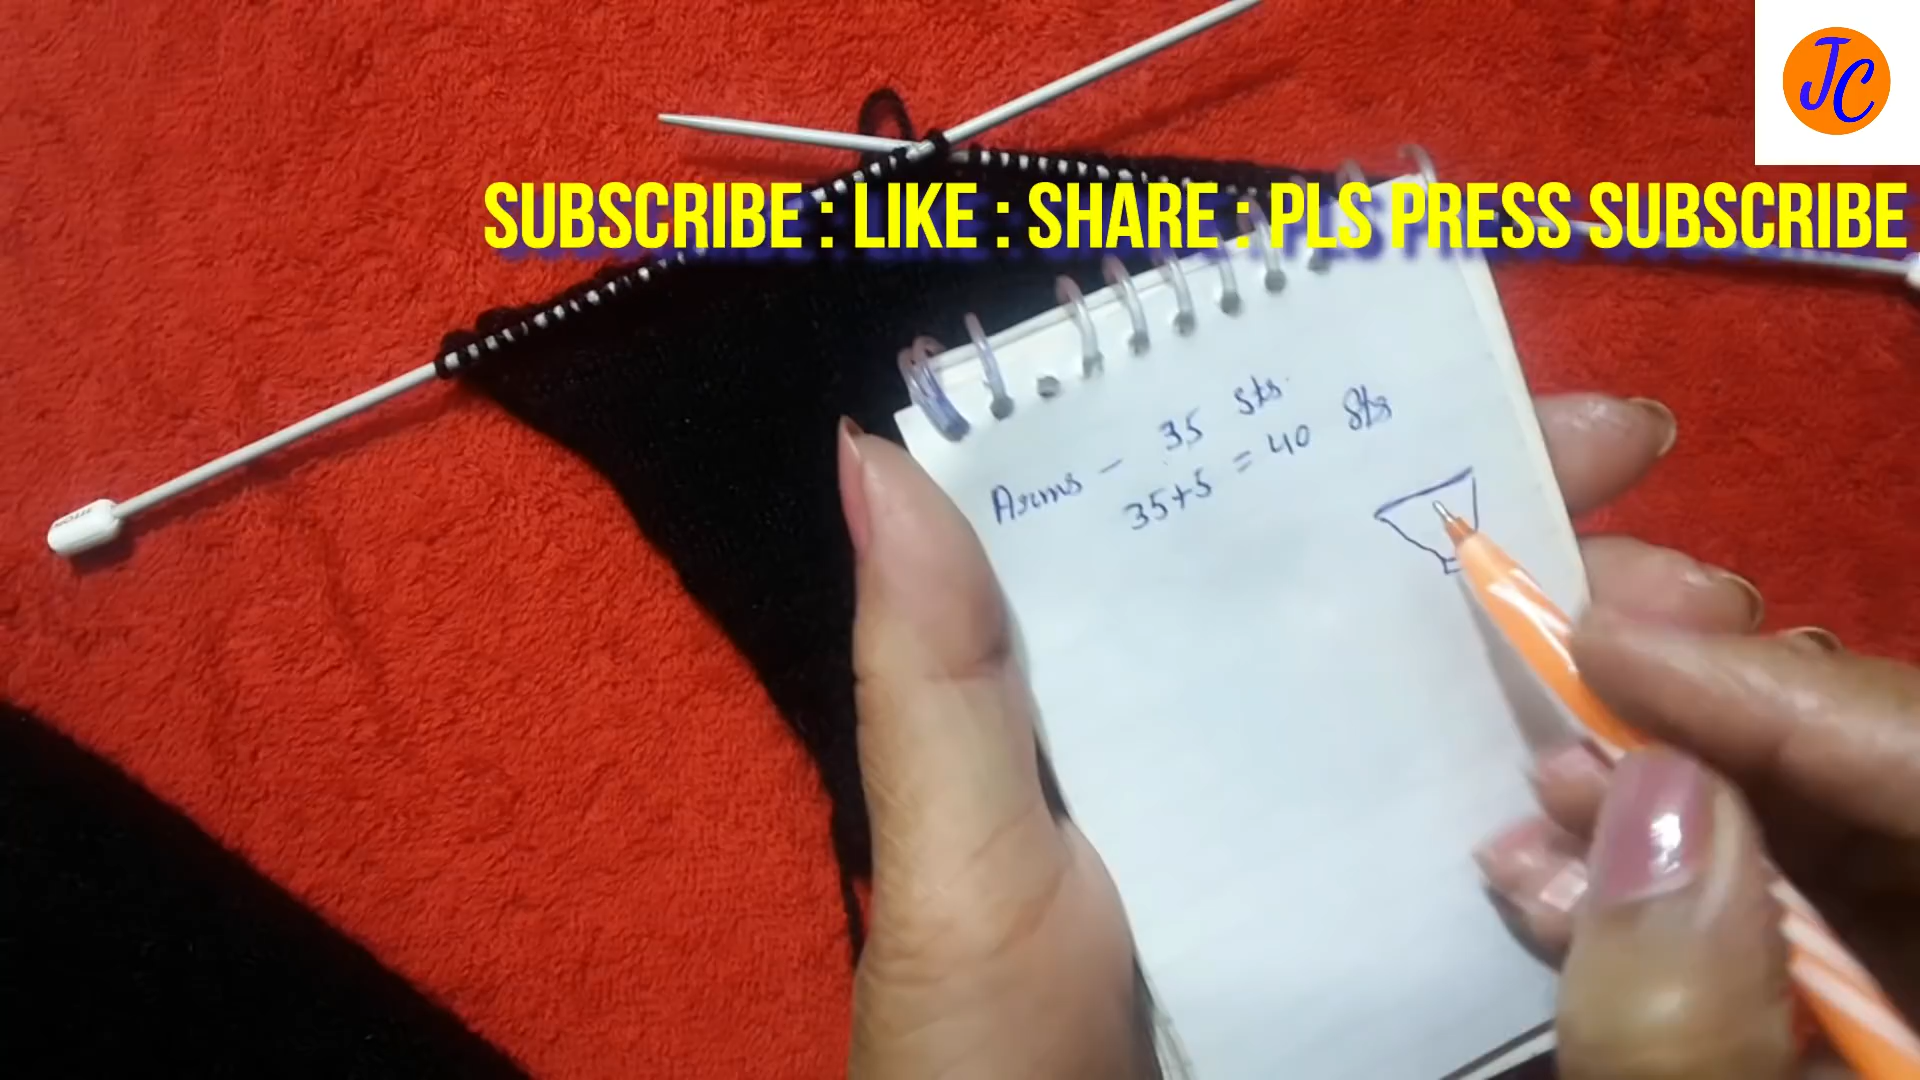 JC
SUBSCRIBE : LIKE : SHARE : PLS PRESS SUBSCRIBE
Arms - 35 Sts.
35+5 = 40 Sts